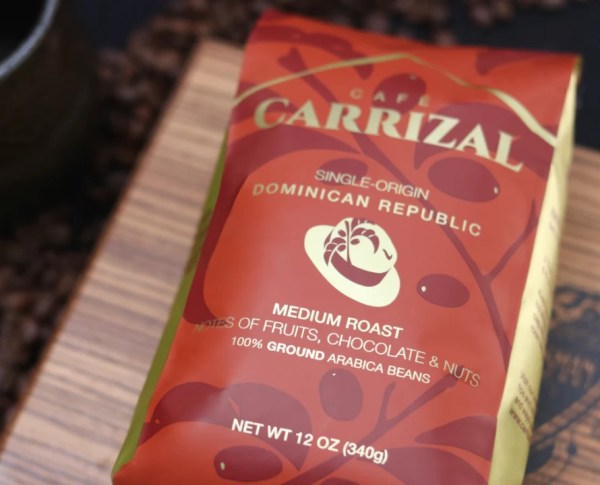 CAFÉ
CARRIZAL
SINGLE-ORIGIN
DOMINICAN REPUBLIC
MEDIUM ROAST
NOTES OF FRUITS, CHOCOLATE & NUTS
100% GROUND ARABICA BEANS
NET WT 12 OZ (340g)